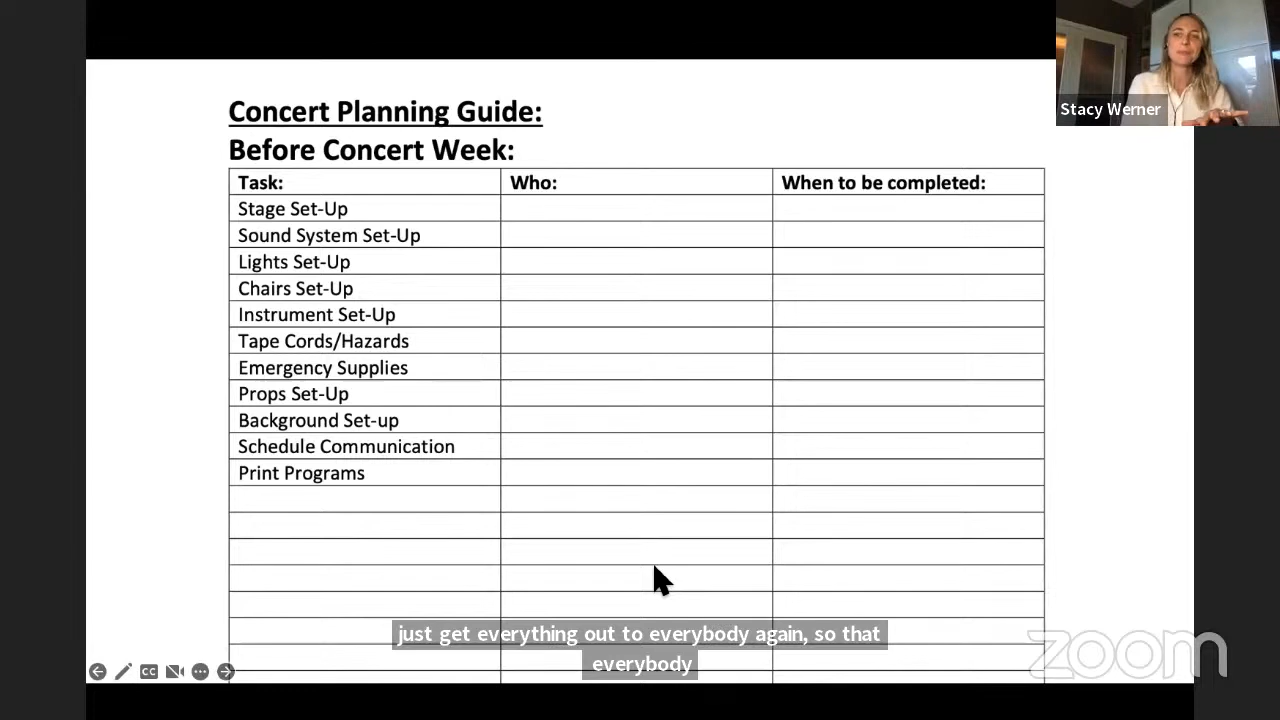 Concert Planning Guide:
Before Concert Week:
Task: Who: When to be completed:
Stage Set-Up
Sound System Set-Up
Lights Set-Up
Chairs Set-Up
Instrument Set-Up
Tape Cords/Hazards
Emergency Supplies
Props Set-Up
Background Set-up
Schedule Communication
Print Programs
Stacy Werner
just get everything out to everybody again, so that
everybody
CC
zoom